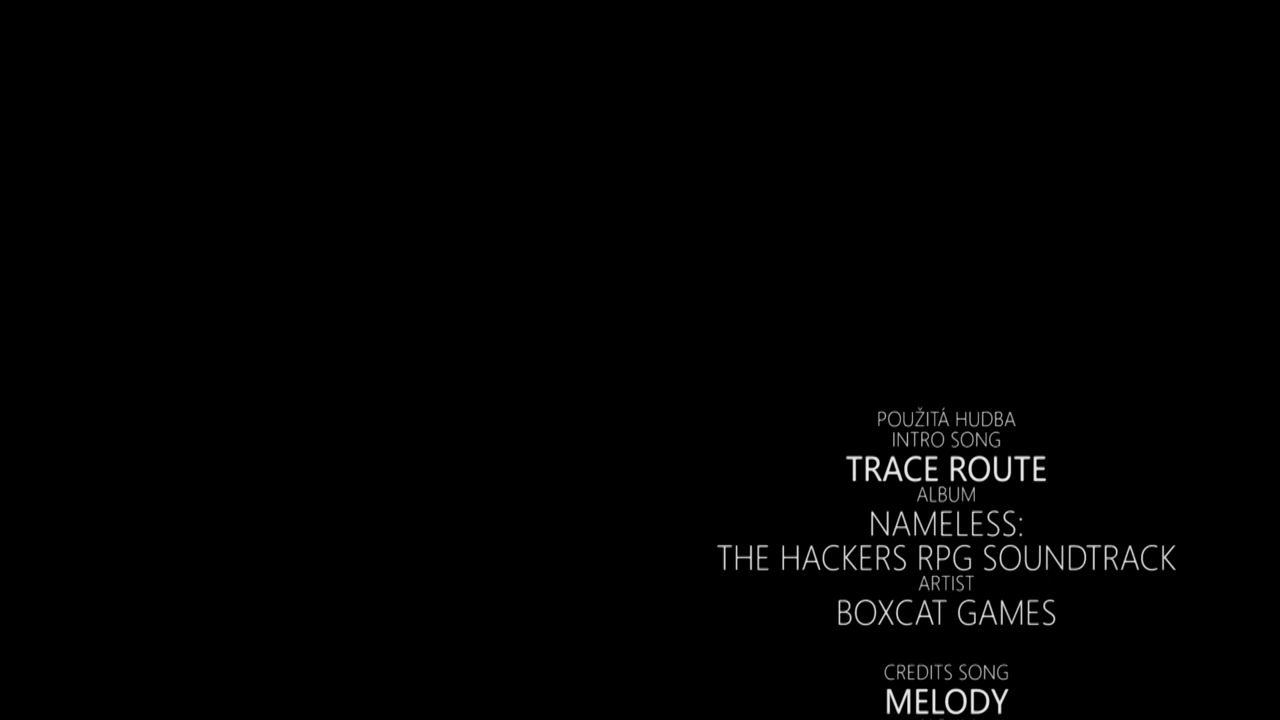 POUŽITÁ HUDBA
INTRO SONG
TRACE ROUTE
ALBUM
NAMELESS:
THE HACKERS RPG SOUNDTRACK
ARTIST
BOXCAT GAMES
CREDITS SONG
MELODY